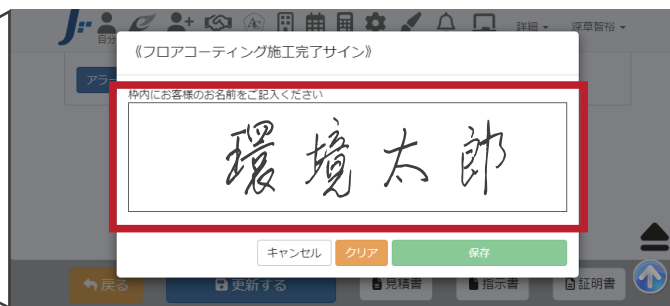 自分
詳細
深草智裕
《フロアコーティング施工完了サイン》
アラー
枠内にお客様のお名前をご記入ください
環境太郎
キャンセル
クリア
保存
戻る
更新する
見積書
指示書
証明書